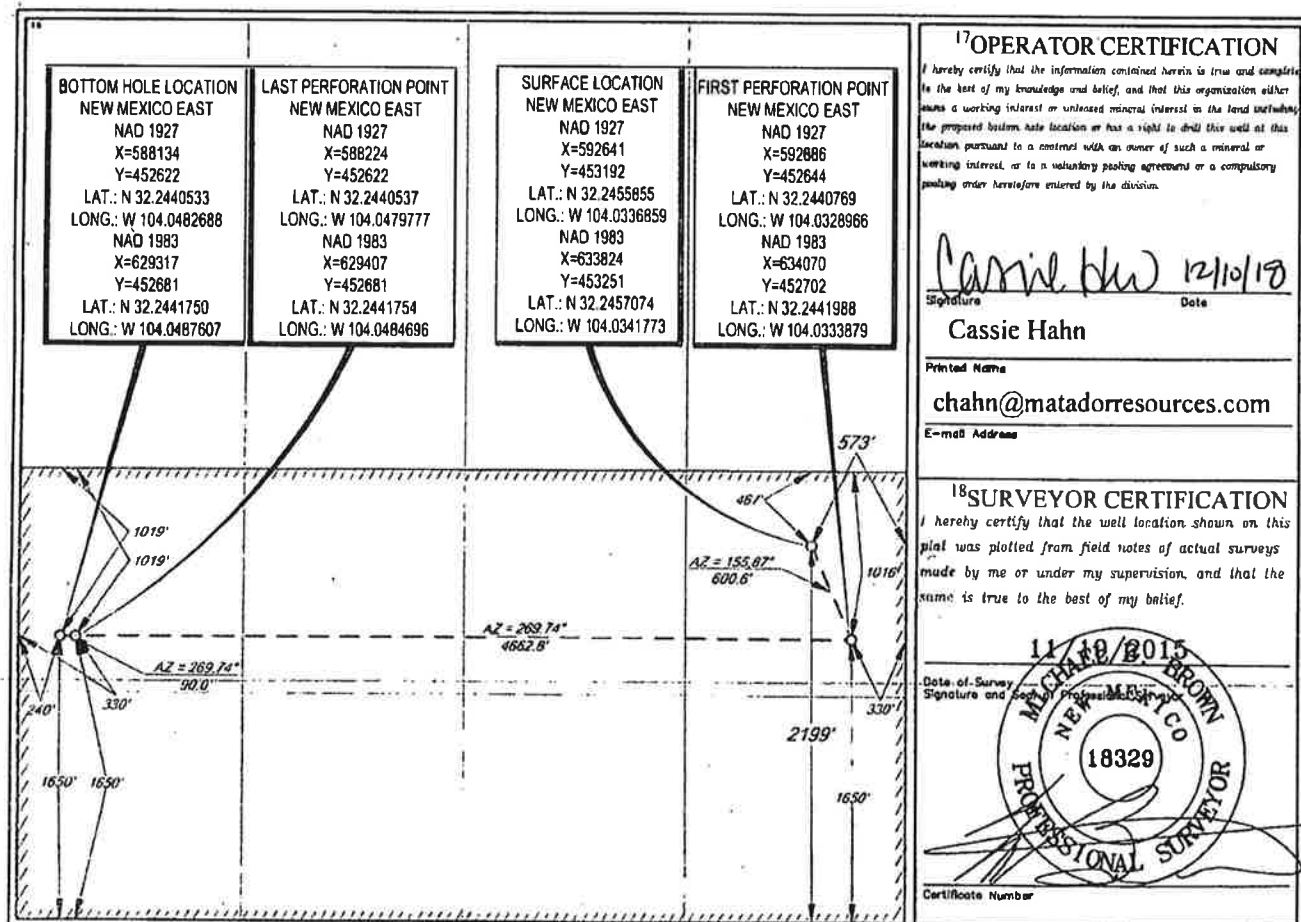 16
BOTTOM HOLE LOCATION
NEW MEXICO EAST
NAD 1927
X=588134
Y=452622
LAT.: N 32.2440533
LONG.: W 104.0482688
NAD 1983
X=629317
Y=452681
LAT.: N 32.2441750
LONG.: W 104.0487607
LAST PERFORATION POINT
NEW MEXICO EAST
NAD 1927
X=588224
Y=452622
LAT.: N 32.2440537
LONG.: W 104.0479777
NAD 1983
X=629407
Y=452681
LAT.: N 32.2441754
LONG.: W 104.0484696
SURFACE LOCATION
NEW MEXICO EAST
NAD 1927
X=592641
Y=453192
LAT.: N 32.2455855
LONG.: W 104.0336859
NAD 1983
X=633824
Y=453251
LAT.: N 32.2457074
LONG.: W 104.0341773
FIRST PERFORATION POINT
NEW MEXICO EAST
NAD 1927
X=592886
Y=452644
LAT.: N 32.2440769
LONG.: W 104.0328966
NAD 1983
X=634070
Y=452702
LAT.: N 32.2441988
LONG.: W 104.0333879
573'
461'
1019'
1019'
AZ = 155.87°
600.6'
1016'
AZ = 269.74°
4662.8'
AZ = 269.74°
90.0'
240'
330'
330'
2199'
1650'
1650'
1650'
17 OPERATOR CERTIFICATION
I hereby certify that the information contained herein is true and complete
to the best of my knowledge and belief, and that this organization either
owns a working interest or unleased mineral interest in the land including
the proposed bottom hole location or has a right to drill this well at this
location pursuant to a contract with an owner of such a mineral or
working interest, or to a voluntary pooling agreement or a compulsory
pooling order heretofore entered by the division.
12/10/18
Signature Date
Cassie Hahn
Printed Name
chahn@matadorresources.com
E-mail Address
18 SURVEYOR CERTIFICATION
I hereby certify that the well location shown on this
plat was plotted from field notes of actual surveys
made by me or under my supervision, and that the
same is true to the best of my belief.
11/19/2015
Date of Survey
Signature and Seal of Professional Surveyor
MICHAEL B. BROWN
NEW MEXICO
18329
PROFESSIONAL SURVEYOR
Certificate Number